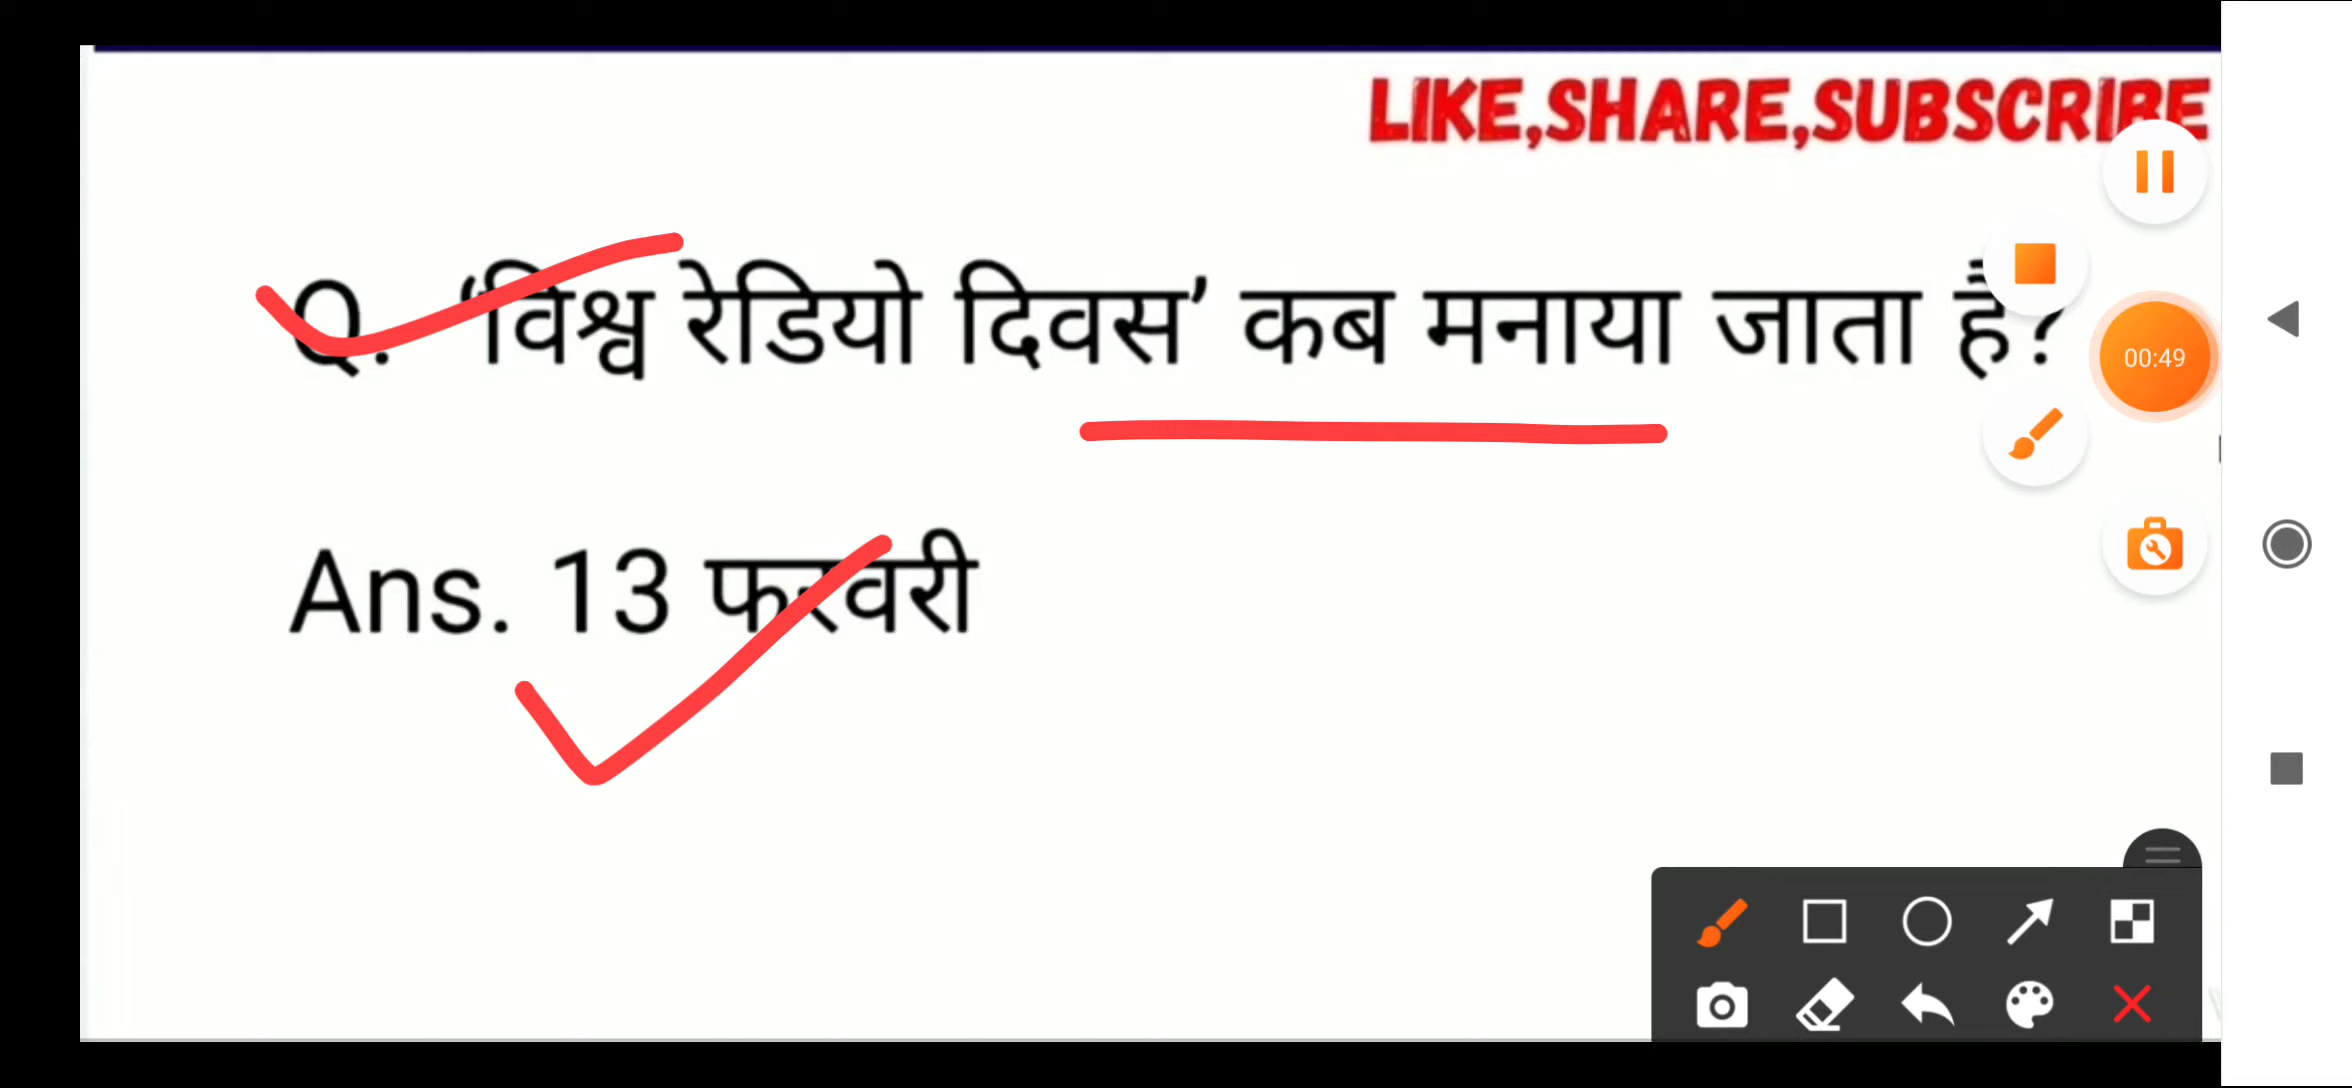 LIKE,SHARE,SUBSCRIBE
Q. ‘विश्व रेडियो दिवस’ कब मनाया जाता है?
00:49
Ans. 13 फरवरी